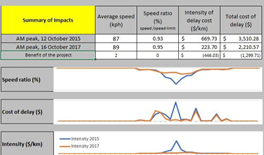 Summary of Impacts
Average speed (kph)
Speed ratio (%)
speed /speed limit
Intensity of delay cost ($/km)
Total cost of delay ($)
AM peak, 12 October 2015 87 0.93 $ 669.73 $ 3,510.28
AM peak, 16 October 2017 89 0.95 $ 223.70 $ 2,210.57
Benefit of the project 2 0 $ (446.03) $ (1,299.71)
Speed ratio (%)
Cost of delay ($)
Intensity ($/km)
Intensity 2015
Intensity 2017